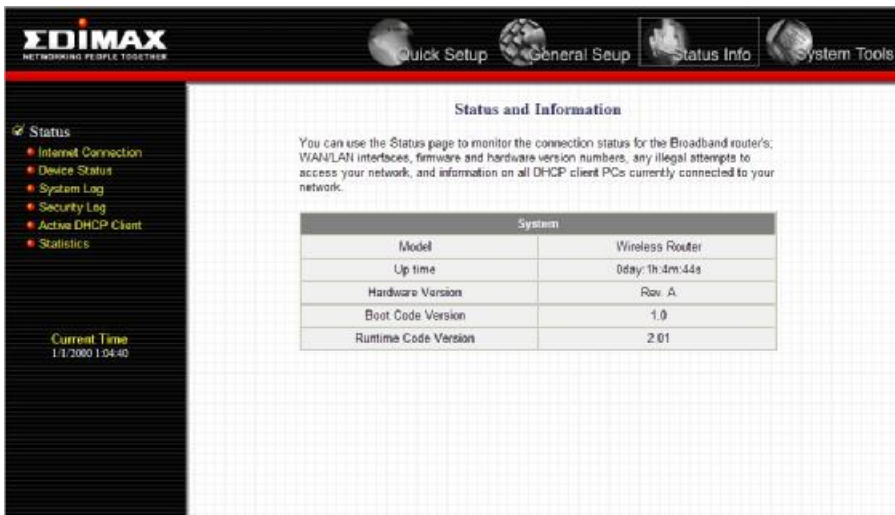 EDIMAX
NETWORKING PEOPLE TOGETHER
Quick Setup
General Seup
Status Info
System Tools
Status
Internet Connection
Device Status
System Log
Security Log
Active DHCP Client
Statistics
Current Time
1/1/2000 1:04:40
Status and Information
You can use the Status page to monitor the connection status for the Broadband router's;
WAN/LAN interfaces, firmware and hardware version numbers, any illegal attempts to
access your network, and information on all DHCP client PCs currently connected to your
network.
System
Model Wireless Router
Up time 0day:1h:4m:44s
Hardware Version Rev. A
Boot Code Version 1.0
Runtime Code Version 2.01